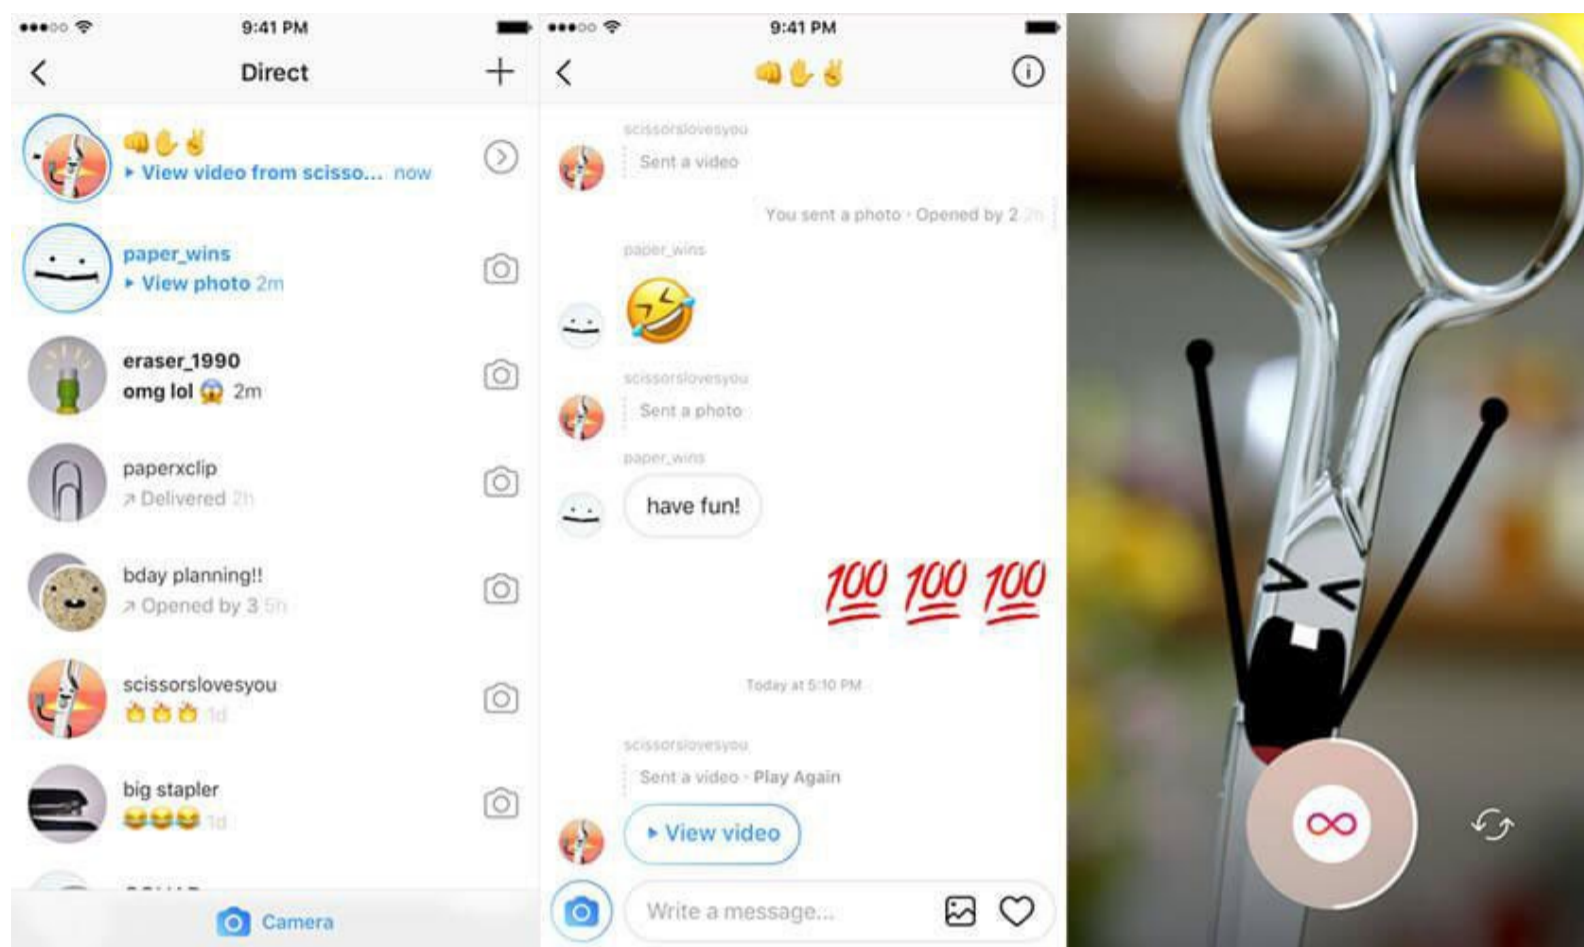 9:41 PM
Direct
View video from scisso... now
paper_wins
View photo 2m
eraser_1990
omg lol 😱 2m
paperxclip
Delivered 2h
bday planning!!
Opened by 3 5h
scissorslovesyou
🔥🔥🔥 1d
big stapler
😂😂😂 1d
Camera
9:41 PM
👊✋✌
scissorslovesyou
Sent a video
You sent a photo · Opened by 2 2h
paper_wins
scissorslovesyou
Sent a photo
paper_wins
have fun!
💯 💯 💯
Today at 5:10 PM
scissorslovesyou
Sent a video · Play Again
View video
Write a message...